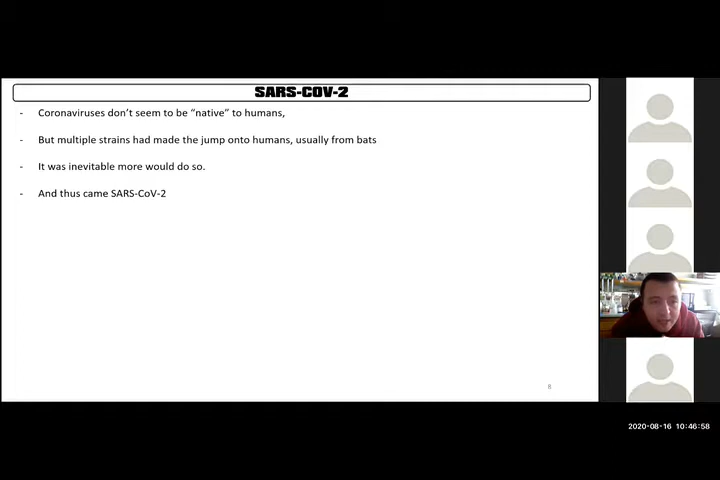 SARS-COV-2
- Coronaviruses don't seem to be “native” to humans,
- But multiple strains had made the jump onto humans, usually from bats
- It was inevitable more would do so.
- And thus came SARS-CoV-2
8
2020-08-16 10:46:58